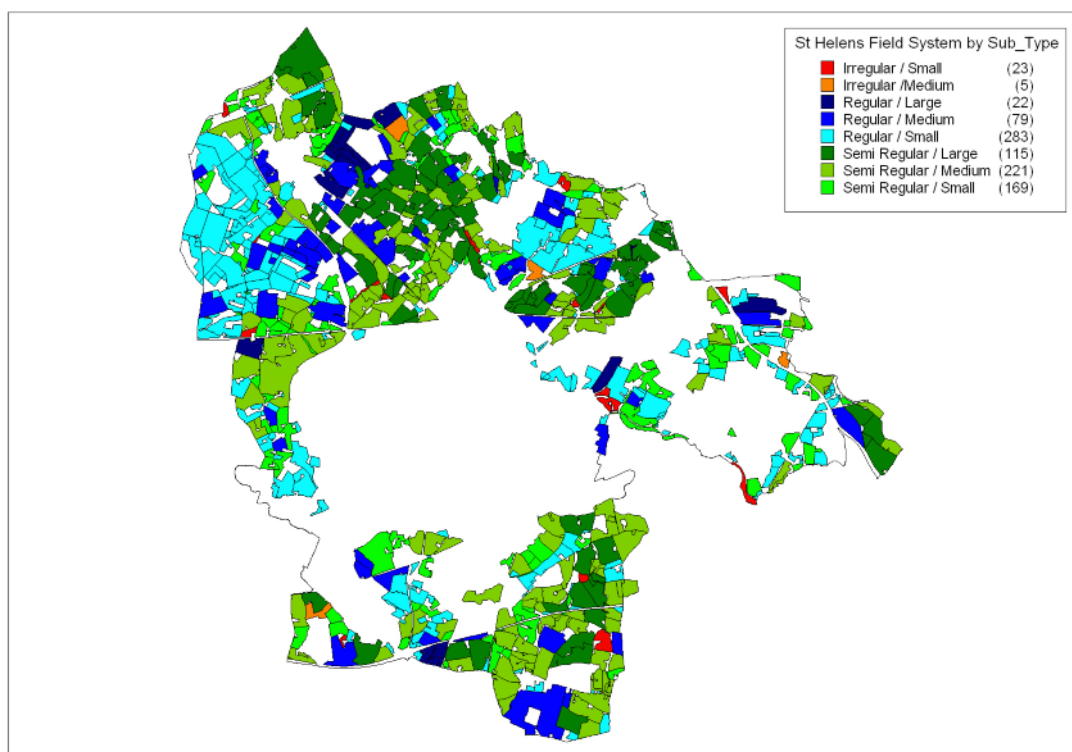 St Helens Field System by Sub_Type
Irregular / Small (23)
Irregular /Medium (5)
Regular / Large (22)
Regular / Medium (79)
Regular / Small (283)
Semi Regular / Large (115)
Semi Regular / Medium (221)
Semi Regular / Small (169)